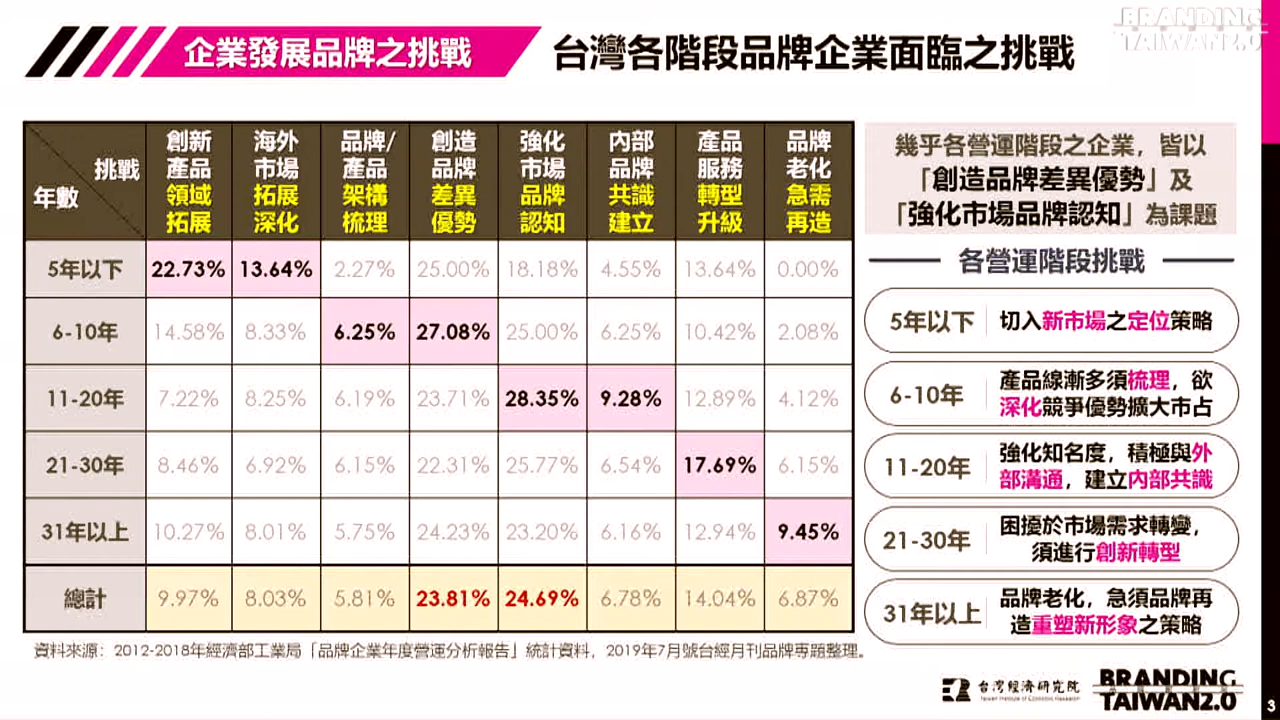 BRANDING
TAIWAN2.0
企業發展品牌之挑戰
台灣各階段品牌企業面臨之挑戰
挑戰
年數
創新
產品
領域
拓展
海外
市場
拓展
深化
品牌/
產品
架構
梳理
創造
品牌
差異
優勢
強化
市場
品牌
認知
內部
品牌
共識
建立
產品
服務
轉型
升級
品牌
老化
急需
再造
5年以下 22.73% 13.64% 2.27% 25.00% 18.18% 4.55% 13.64% 0.00%
6-10年 14.58% 8.33% 6.25% 27.08% 25.00% 6.25% 10.42% 2.08%
11-20年 7.22% 8.25% 6.19% 23.71% 28.35% 9.28% 12.89% 4.12%
21-30年 8.46% 6.92% 6.15% 22.31% 25.77% 6.54% 17.69% 6.15%
31年以上 10.27% 8.01% 5.75% 24.23% 23.20% 6.16% 12.94% 9.45%
總計 9.97% 8.03% 5.81% 23.81% 24.69% 6.78% 14.04% 6.87%
資料來源：2012-2018年經濟部工業局「品牌企業年度營運分析報告」統計資料，2019年7月號台經月刊品牌專題整理。
幾乎各營運階段之企業，皆以
「創造品牌差異優勢」及
「強化市場品牌認知」為課題
各營運階段挑戰
5年以下 切入新市場之定位策略
6-10年
產品線漸多須梳理，欲
深化競爭優勢擴大市占
11-20年
強化知名度，積極與外
部溝通，建立內部共識
21-30年
困擾於市場需求轉變，
須進行創新轉型
31年以上
品牌老化，急須品牌再
造重塑新形象之策略
台灣經濟研究院
Taiwan Institute of Economic Research
BRANDING
TAIWAN2.0
3